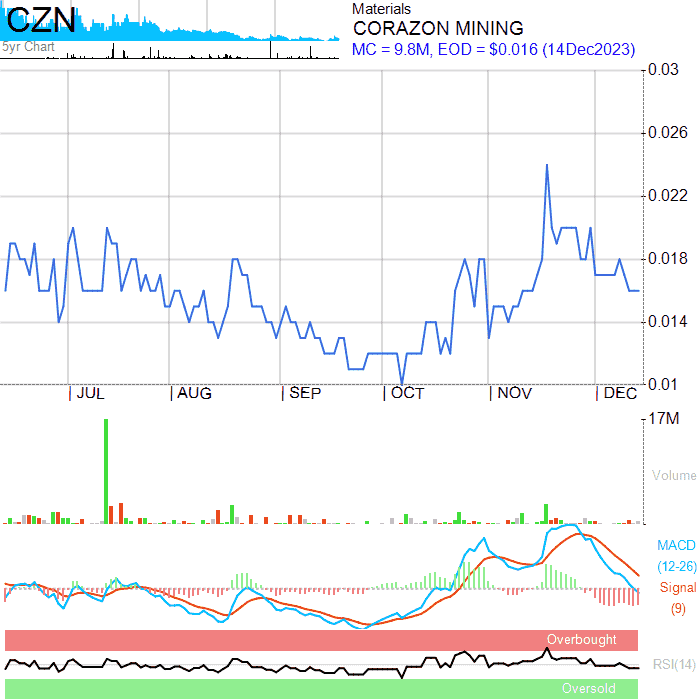 CZN
5yr Chart
Materials
CORAZON MINING
MC = 9.8M, EOD = $0.016 (14Dec2023)
0.03
0.026
0.022
0.018
0.014
0.01
JUL AUG SEP OCT NOV DEC
17M
Volume
MACD
(12-26)
Signal
(9)
Overbought
RSI(14)
Oversold